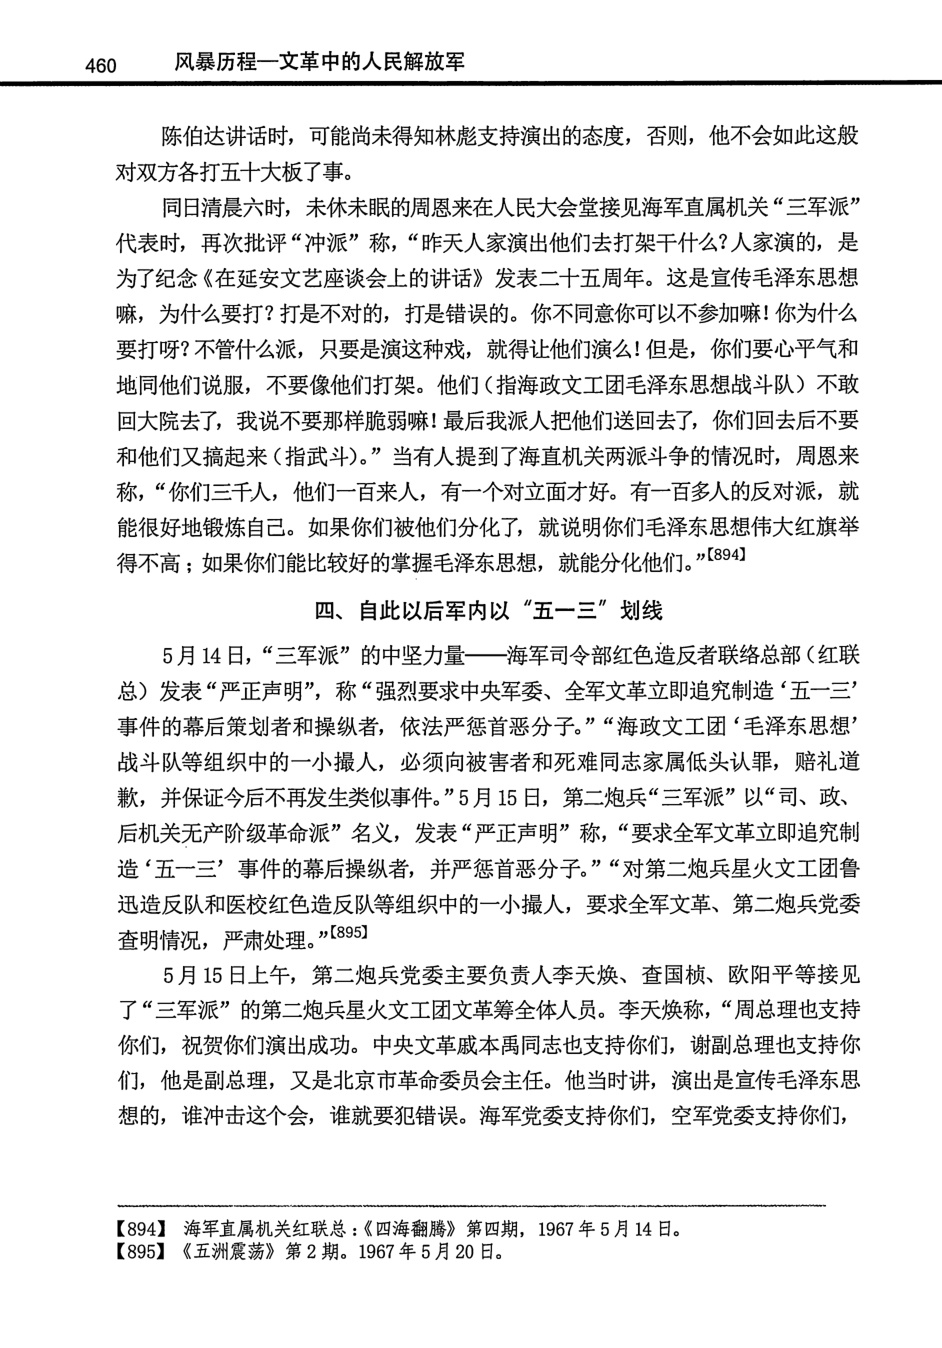 460 风暴历程—文革中的人民解放军
陈伯达讲话时，可能尚未得知林彪支持演出的态度，否则，他不会如此这般
对双方各打五十大板了事。
同日清晨六时，未休未眠的周恩来在人民大会堂接见海军直属机关“三军派”
代表时，再次批评“冲派”称，“昨天人家演出他们去打架干什么？人家演的，是
为了纪念《在延安文艺座谈会上的讲话》发表二十五周年。这是宣传毛泽东思想
嘛，为什么要打？打是不对的，打是错误的。你不同意你可以不参加嘛！你为什么
要打呀？不管什么派，只要是演这种戏，就得让他们演么！但是，你们要心平气和
地同他们说服，不要像他们打架。他们（指海政文工团毛泽东思想战斗队）不敢
回大院去了，我说不要那样脆弱嘛！最后我派人把他们送回去了，你们回去后不要
和他们又搞起来（指武斗）。”当有人提到了海直机关两派斗争的情况时，周恩来
称，“你们三千人，他们一百来人，有一个对立面才好。有一百多人的反对派，就
能很好地锻炼自己。如果你们被他们分化了，就说明你们毛泽东思想伟大红旗举
得不高；如果你们能比较好的掌握毛泽东思想，就能分化他们。”【894】
四、自此以后军内以“五一三”划线
5月14日，“三军派”的中坚力量——海军司令部红色造反者联络总部（红联
总）发表“严正声明”，称“强烈要求中央军委、全军文革立即追究制造‘五一三’
事件的幕后策划者和操纵者，依法严惩首恶分子。”“海政文工团‘毛泽东思想’
战斗队等组织中的一小撮人，必须向被害者和死难同志家属低头认罪，赔礼道
歉，并保证今后不再发生类似事件。”5月15日，第二炮兵“三军派”以“司、政、
后机关无产阶级革命派”名义，发表“严正声明”称，“要求全军文革立即追究制
造‘五一三’事件的幕后操纵者，并严惩首恶分子。”“对第二炮兵星火文工团鲁
迅造反队和医校红色造反队等组织中的一小撮人，要求全军文革、第二炮兵党委
查明情况，严肃处理。”【895】
5月15日上午，第二炮兵党委主要负责人李天焕、查国桢、欧阳平等接见
了“三军派”的第二炮兵星火文工团文革筹全体人员。李天焕称，“周总理也支持
你们，祝贺你们演出成功。中央文革戚本禹同志也支持你们，谢副总理也支持你
们，他是副总理，又是北京市革命委员会主任。他当时讲，演出是宣传毛泽东思
想的，谁冲击这个会，谁就要犯错误。海军党委支持你们，空军党委支持你们，
【894】 海军直属机关红联总：《四海翻腾》第四期，1967年5月14日。
【895】《五洲震荡》第2期。1967年5月20日。